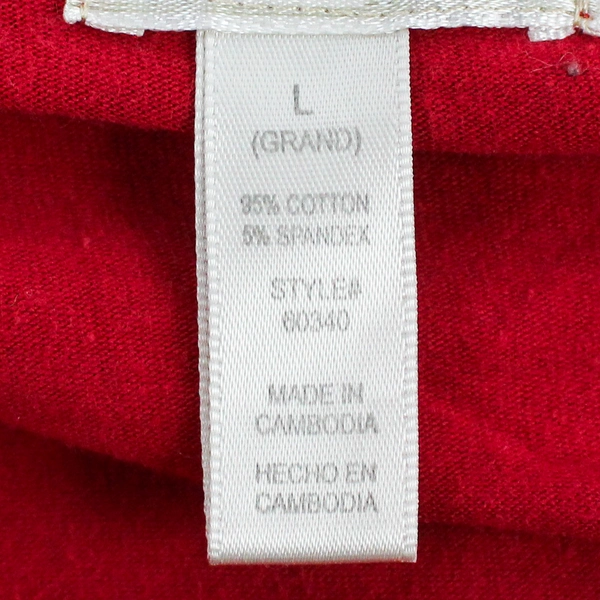 L
(GRAND)
95% COTTON
5% SPANDEX
STYLE#
60340
MADE IN
CAMBODIA
HECHO EN
CAMBODIA